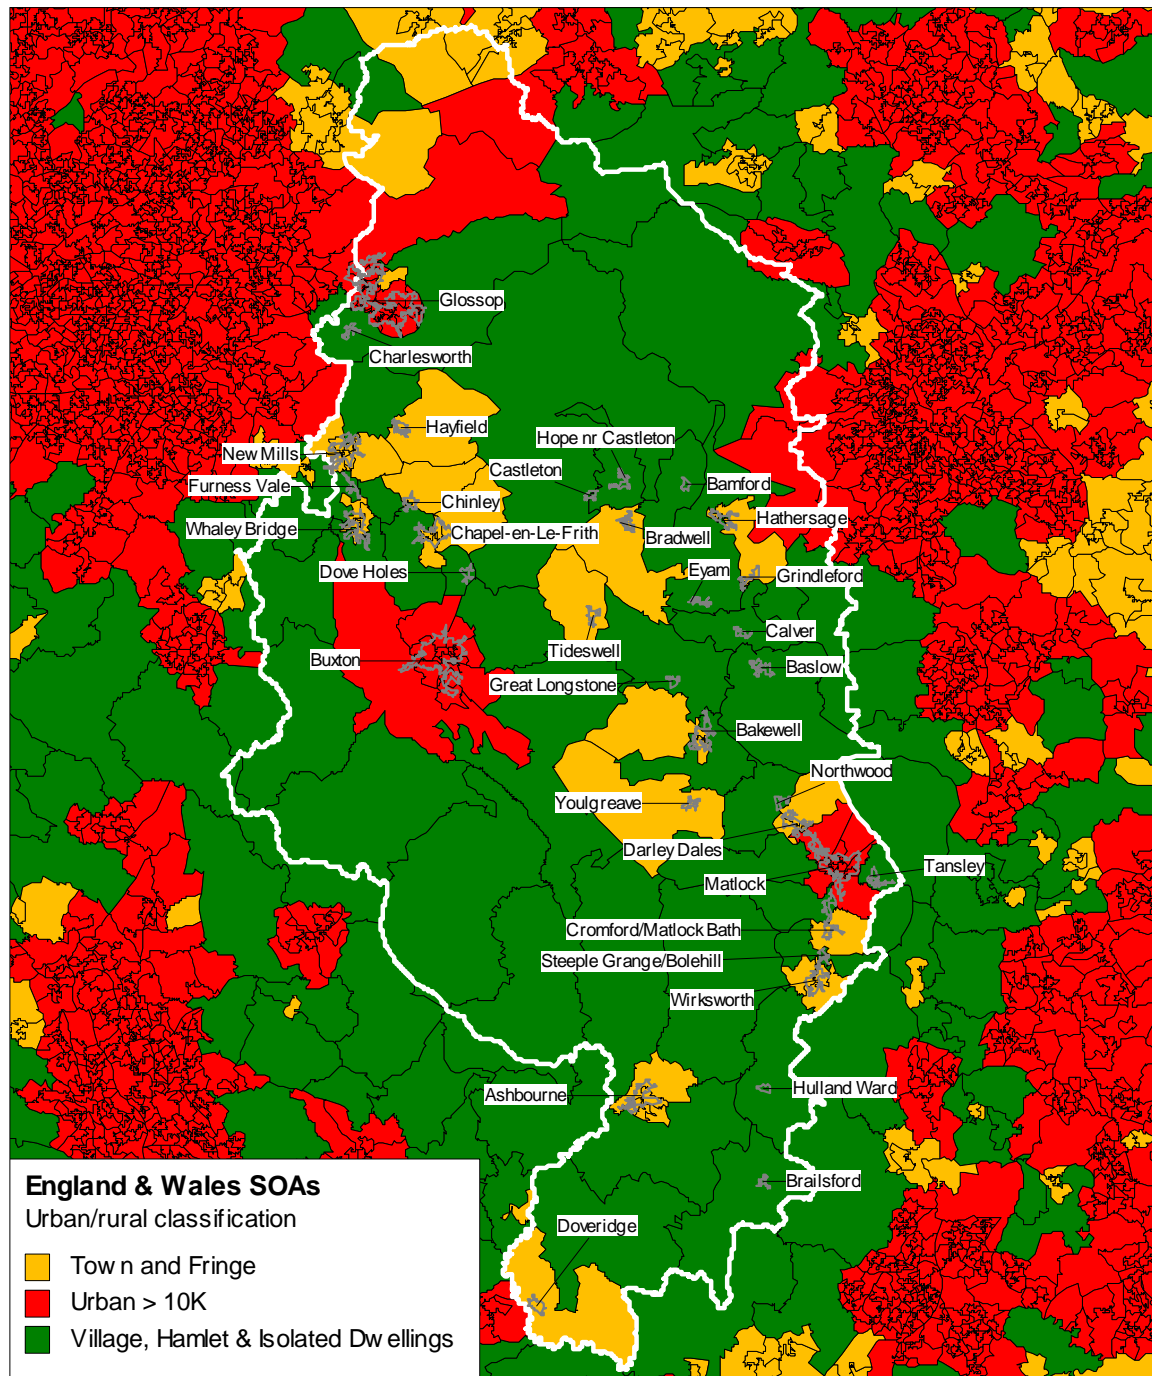 Glossop
Charlesworth
Hayfield
Hope nr Castleton
New Mills
Castleton
Furness Vale
Bamford
Chinley
Whaley Bridge
Hathersage
Chapel-en-Le-Frith
Bradwell
Dove Holes
Eyam
Grindleford
Calver
Tideswell
Buxton
Baslow
Great Longstone
Bakewell
Northwood
Youlgreave
Darley Dales
Tansley
Matlock
Cromford/Matlock Bath
Steeple Grange/Bolehill
Wirksworth
Hulland Ward
Ashbourne
Brailsford
Doveridge
England & Wales SOAs
Urban/rural classification
Town and Fringe
Urban > 10K
Village, Hamlet & Isolated Dwellings